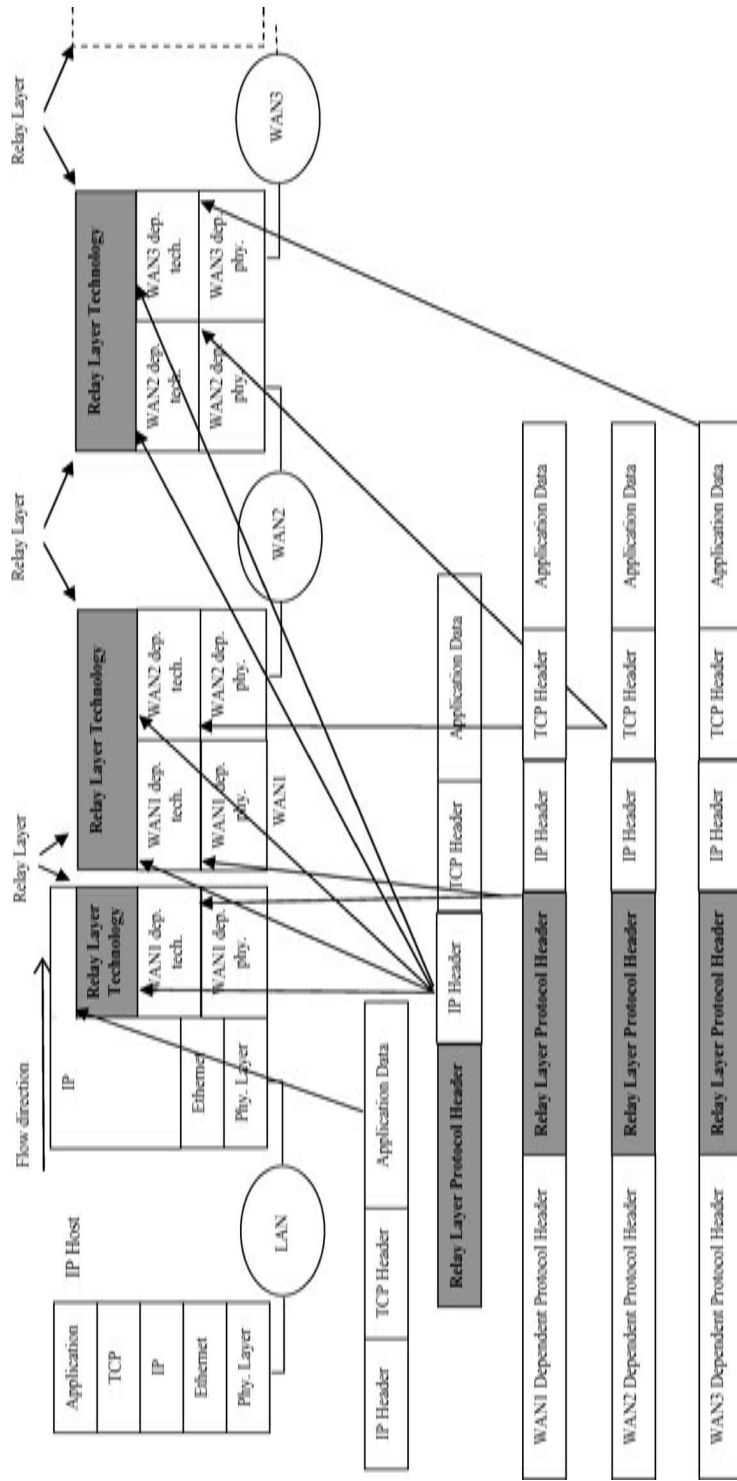 Flow direction
Relay Layer
Relay Layer
Relay Layer
IP Host
Application
TCP
IP
Ethernet
Phy. Layer
LAN
IP
Ethernet
Phy. Layer
Relay Layer
Technology
WAN1 dep.
tech.
WAN1 dep.
phy.
Relay Layer Technology
WAN1 dep.
tech.
WAN2 dep.
tech.
WAN1 dep.
phy.
WAN2 dep.
phy.
WAN1
WAN2
Relay Layer Technology
WAN2 dep.
tech.
WAN3 dep.
tech.
WAN2 dep.
phy.
WAN3 dep.
phy.
WAN3
IP Header
TCP Header
Application Data
Relay Layer Protocol Header
IP Header
TCP Header
Application Data
WAN1 Dependent Protocol Header
Relay Layer Protocol Header
IP Header
TCP Header
Application Data
WAN2 Dependent Protocol Header
Relay Layer Protocol Header
IP Header
TCP Header
Application Data
WAN3 Dependent Protocol Header
Relay Layer Protocol Header
IP Header
TCP Header
Application Data